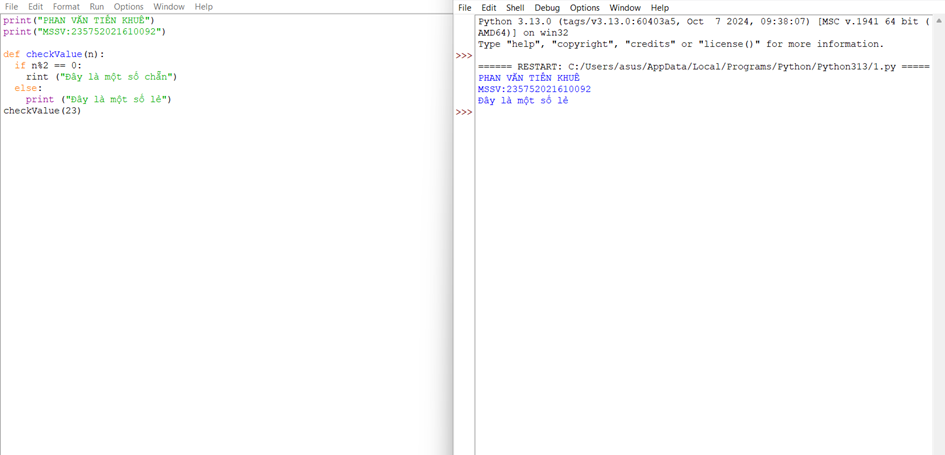 File Edit Format Run Options Window Help
print("PHAN VĂN TIẾN KHUÊ")
print("MSSV:235752021610092")
def checkValue(n):
if n%2 == 0:
rint ("Đây là một số chẵn")
else:
print ("Đây là một số lẻ")
checkValue(23)
File Edit Shell Debug Options Window Help
Python 3.13.0 (tags/v3.13.0:60403a5, Oct 7 2024, 09:38:07) [MSC v.1941 64 bit (
AMD64)] on win32
Type "help", "copyright", "credits" or "license()" for more information.
>>>
====== RESTART: C:/Users/asus/AppData/Local/Programs/Python/Python313/1.py =====
PHAN VĂN TIẾN KHUÊ
MSSV:235752021610092
Đây là một số lẻ
>>>